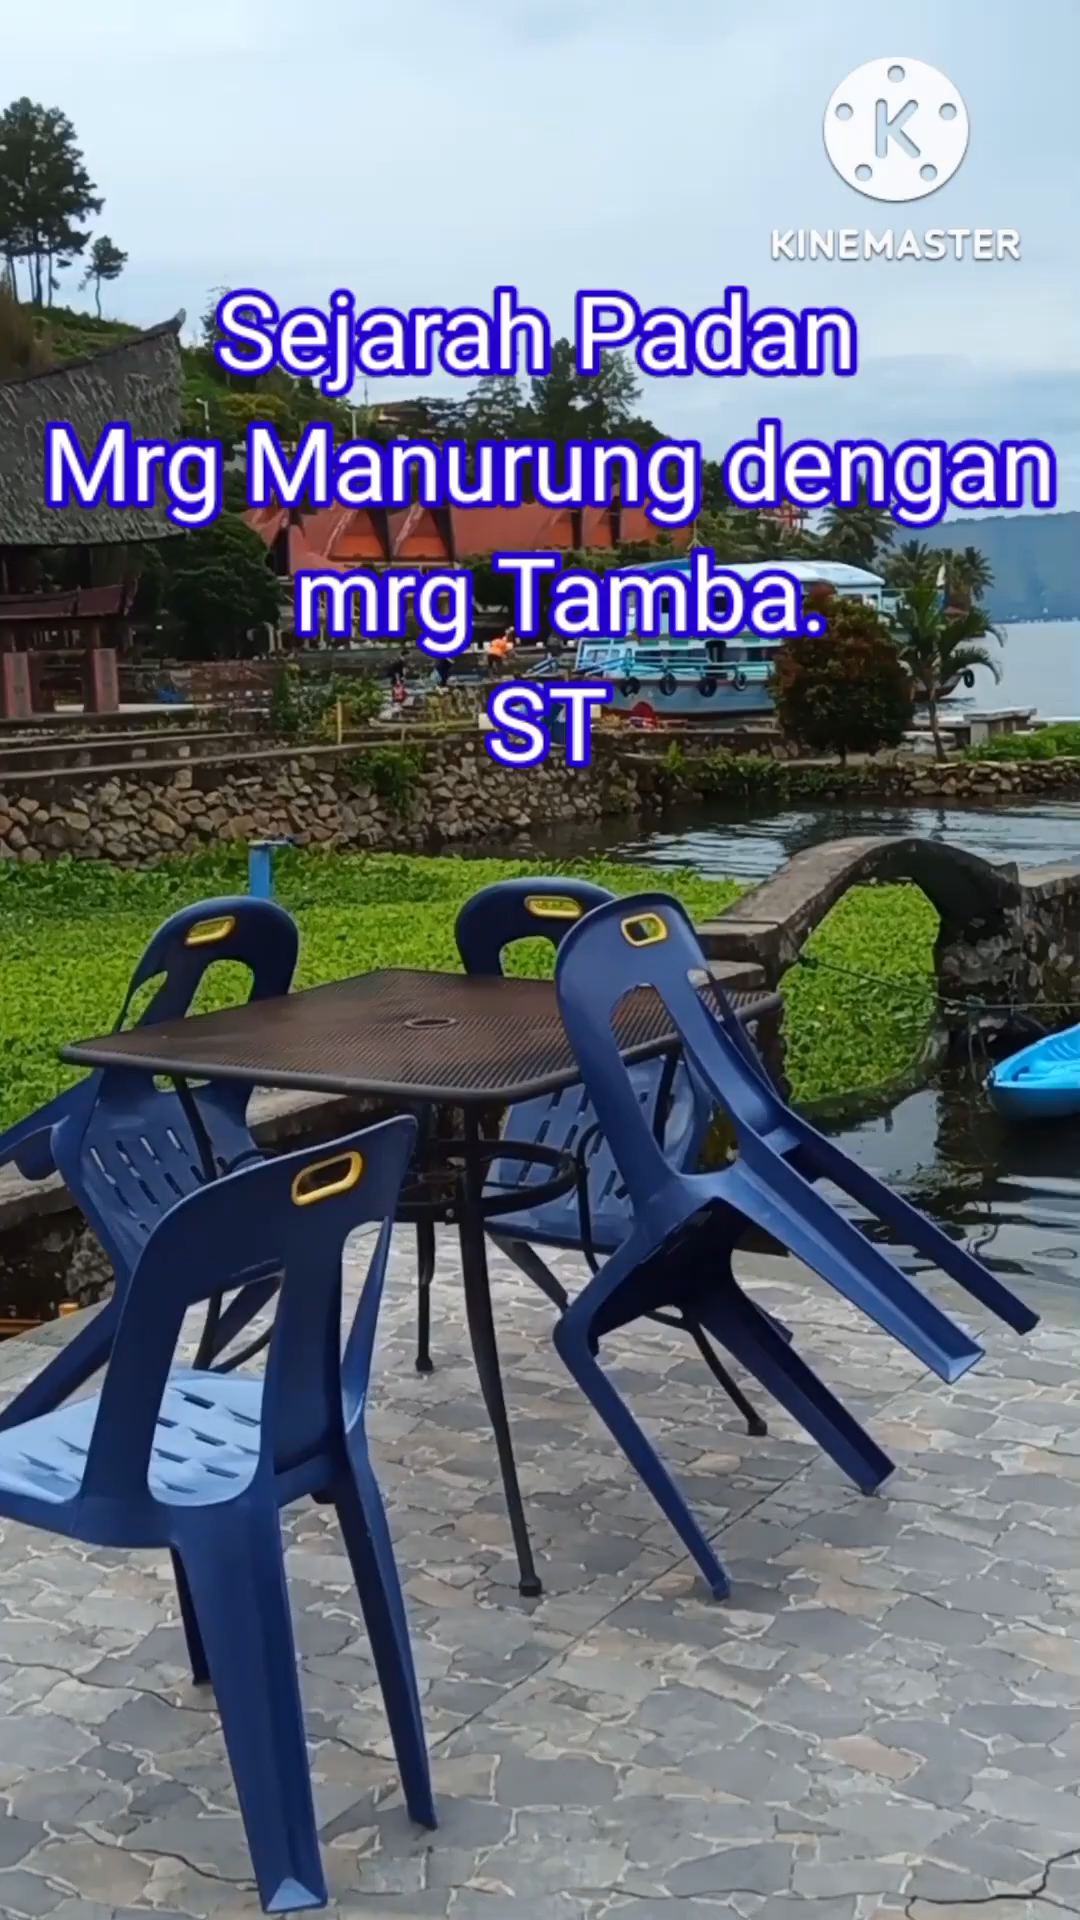 K
KINEMASTER
Sejarah Padan
Mrg Manurung dengan
mrg Tamba.
ST